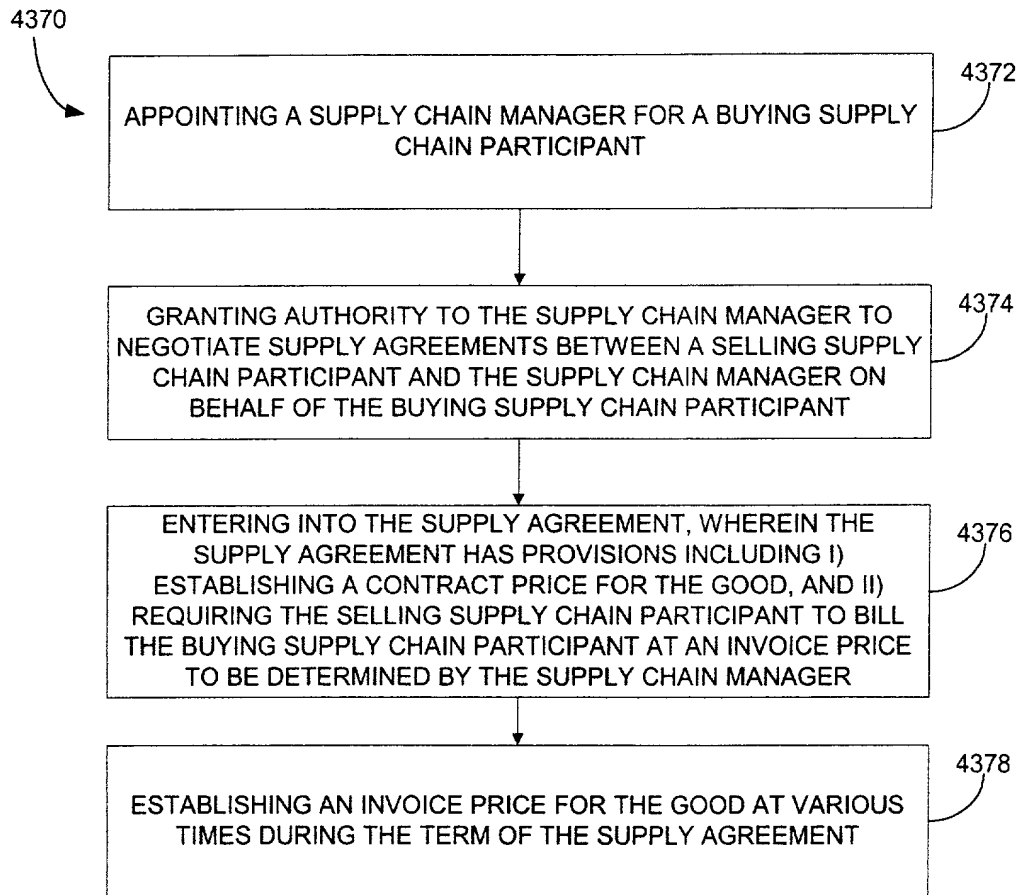 4370
4372
APPOINTING A SUPPLY CHAIN MANAGER FOR A BUYING SUPPLY
CHAIN PARTICIPANT
4374
GRANTING AUTHORITY TO THE SUPPLY CHAIN MANAGER TO
NEGOTIATE SUPPLY AGREEMENTS BETWEEN A SELLING SUPPLY
CHAIN PARTICIPANT AND THE SUPPLY CHAIN MANAGER ON
BEHALF OF THE BUYING SUPPLY CHAIN PARTICIPANT
4376
ENTERING INTO THE SUPPLY AGREEMENT, WHEREIN THE
SUPPLY AGREEMENT HAS PROVISIONS INCLUDING I)
ESTABLISHING A CONTRACT PRICE FOR THE GOOD, AND II)
REQUIRING THE SELLING SUPPLY CHAIN PARTICIPANT TO BILL
THE BUYING SUPPLY CHAIN PARTICIPANT AT AN INVOICE PRICE
TO BE DETERMINED BY THE SUPPLY CHAIN MANAGER
4378
ESTABLISHING AN INVOICE PRICE FOR THE GOOD AT VARIOUS
TIMES DURING THE TERM OF THE SUPPLY AGREEMENT